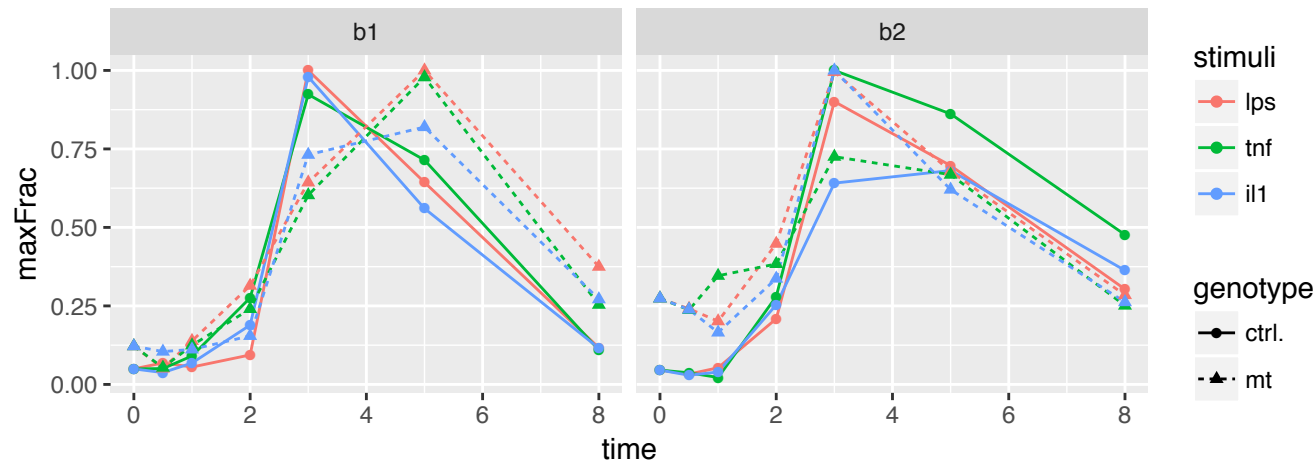 b1
b2
1.00
0.75
0.50
0.25
0.00
maxFrac
0 2 4 6 8
0 2 4 6 8
time
stimuli
lps
tnf
il1
genotype
ctrl.
mt